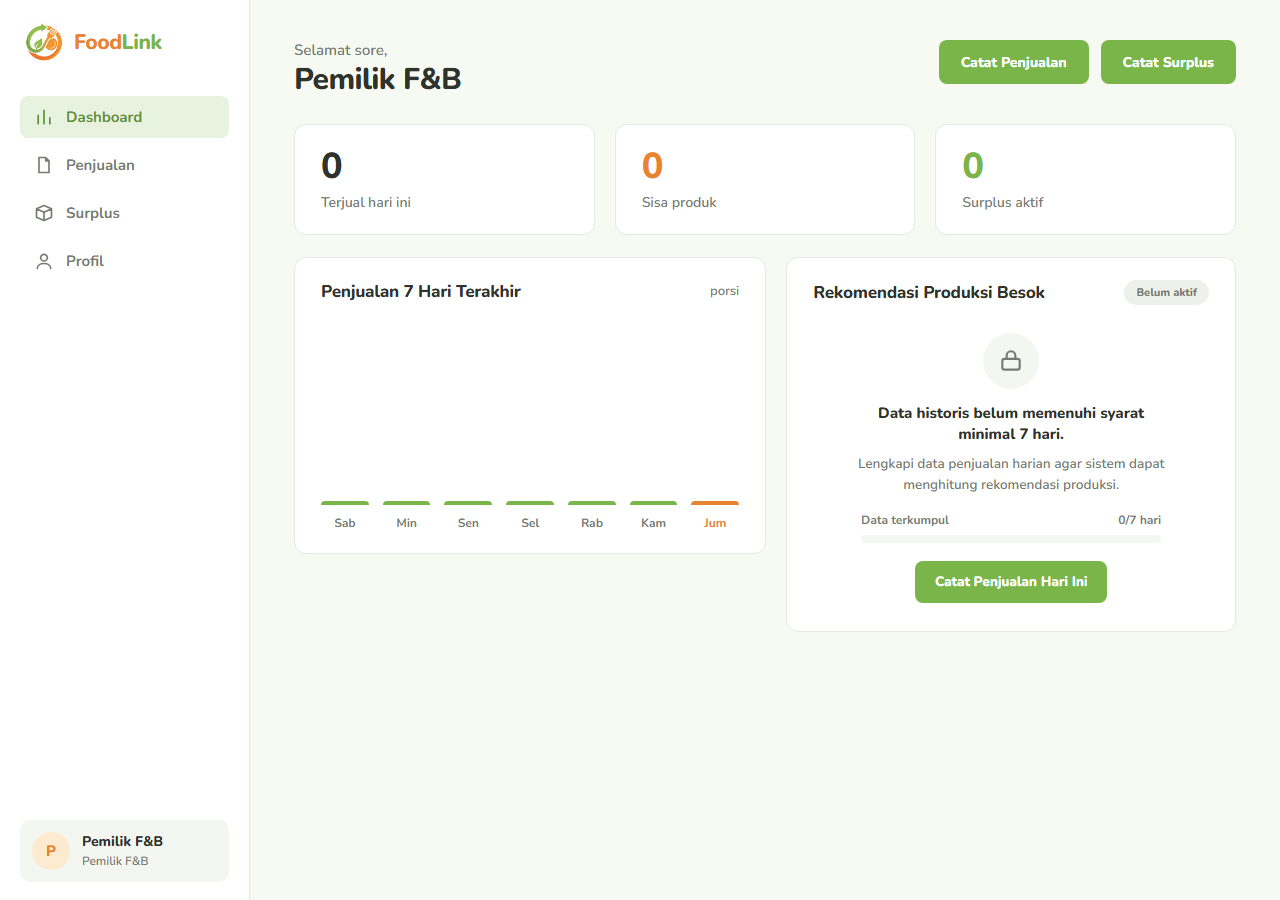 FoodLink
Dashboard
Penjualan
Surplus
Profil
P
Pemilik F&B
Pemilik F&B
Selamat sore,
Pemilik F&B
Catat Penjualan
Catat Surplus
0
Terjual hari ini
0
Sisa produk
0
Surplus aktif
Penjualan 7 Hari Terakhir
porsi
Sab
Min
Sen
Sel
Rab
Kam
Jum
Rekomendasi Produksi Besok
Belum aktif
Data historis belum memenuhi syarat
minimal 7 hari.
Lengkapi data penjualan harian agar sistem dapat
menghitung rekomendasi produksi.
Data terkumpul
0/7 hari
Catat Penjualan Hari Ini